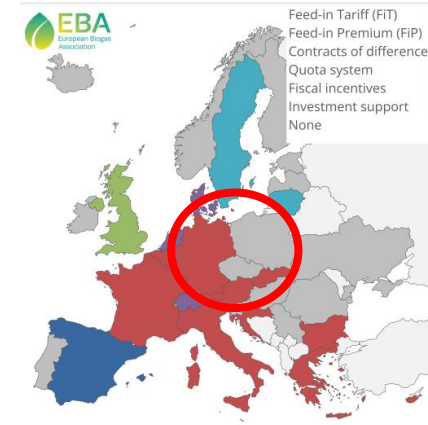 EBA
European Biogas
Association
Feed-in Tariff (FiT)
Feed-in Premium (FiP)
Contracts of difference
Quota system
Fiscal incentives
Investment support
None